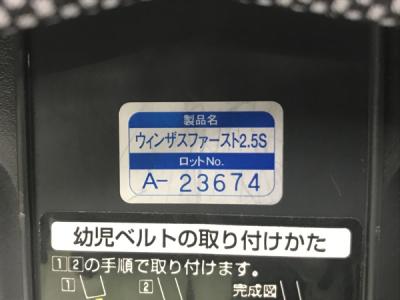 製品名
ウィンザスファースト2.5S
ロットNo.
A-23674
幼児ベルトの取り付けかた
12の手順で取り付けます。
1 2 完成図